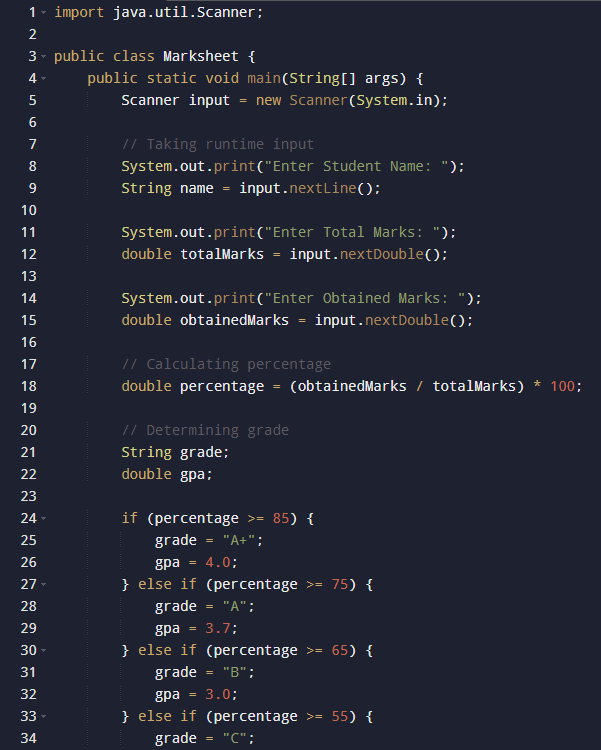 1 import java.util.Scanner;
2
3 public class Marksheet {
4     public static void main(String[] args) {
5         Scanner input = new Scanner(System.in);
6
7         // Taking runtime input
8         System.out.print("Enter Student Name: ");
9         String name = input.nextLine();
10
11         System.out.print("Enter Total Marks: ");
12         double totalMarks = input.nextDouble();
13
14         System.out.print("Enter Obtained Marks: ");
15         double obtainedMarks = input.nextDouble();
16
17         // Calculating percentage
18         double percentage = (obtainedMarks / totalMarks) * 100;
19
20         // Determining grade
21         String grade;
22         double gpa;
23
24         if (percentage >= 85) {
25             grade = "A+";
26             gpa = 4.0;
27         } else if (percentage >= 75) {
28             grade = "A";
29             gpa = 3.7;
30         } else if (percentage >= 65) {
31             grade = "B";
32             gpa = 3.0;
33         } else if (percentage >= 55) {
34             grade = "C";